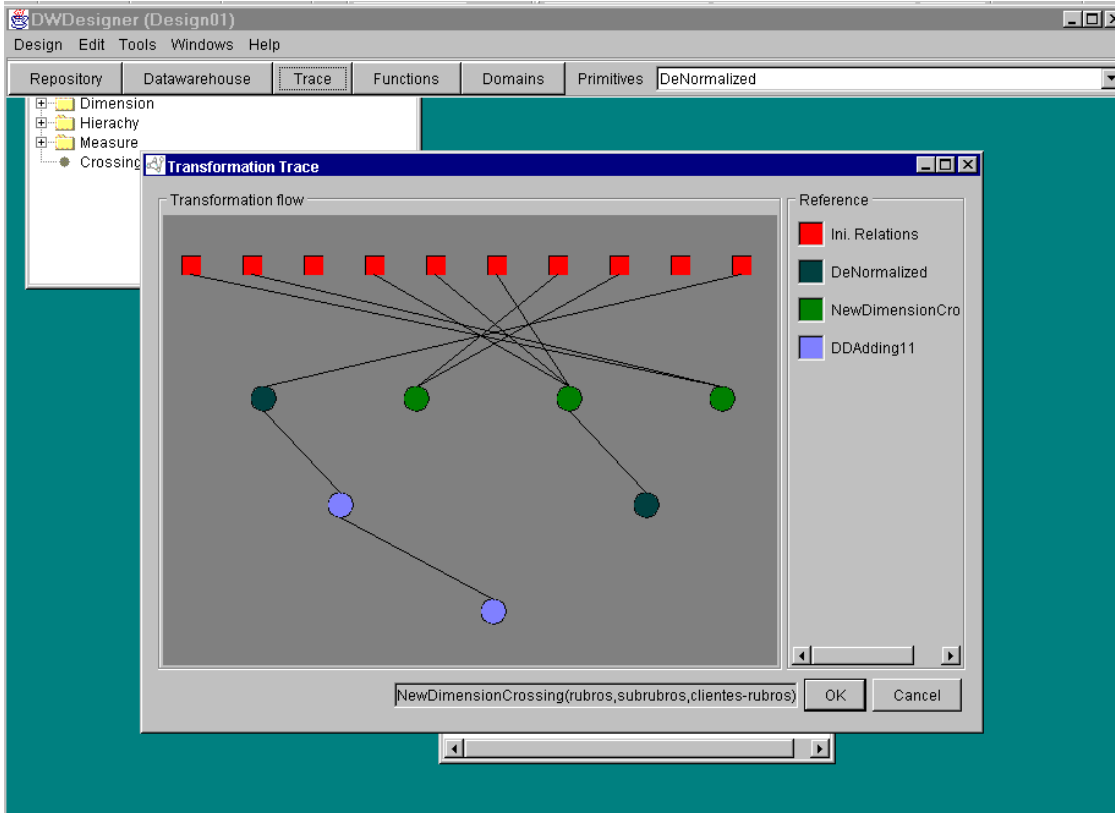 DWDesigner (Design01)
Design Edit Tools Windows Help
Repository Datawarehouse Trace Functions Domains Primitives DeNormalized
Dimension
Hierachy
Measure
Crossing
Transformation Trace
Transformation flow
Reference
Ini. Relations
DeNormalized
NewDimensionCro
DDAdding11
NewDimensionCrossing(rubros,subrubros,clientes-rubros) OK Cancel